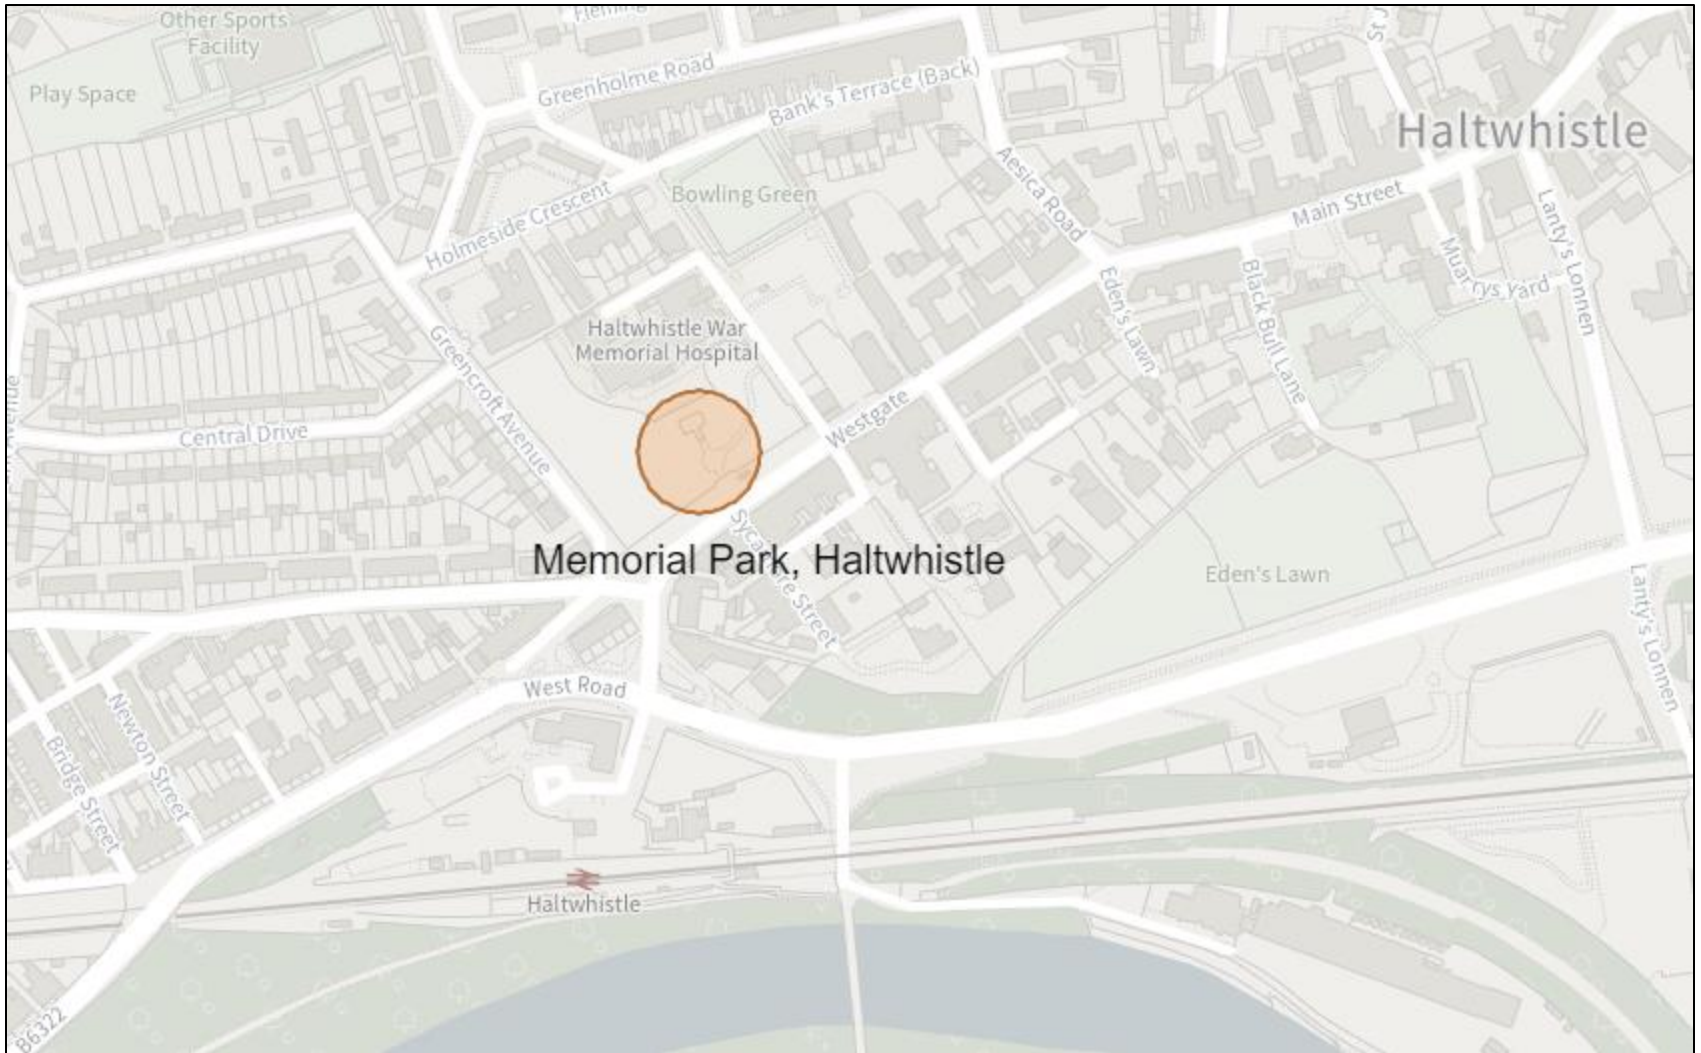 Other Sports
Facility
Fleming
Play Space
Greenholme Road
Bank's Terrace (Back)
Haltwhistle
Bowling Green
Aesica Road
Main Street
Lanty's Lonnen
Holmeside Crescent
Muarrys Yard
Eden's Lawn
Black Bull Lane
Haltwhistle War
Memorial Hospital
Greencroft Avenue
Westgate
Central Drive
Memorial Park, Haltwhistle
Eden's Lawn
Lanty's Lonnen
West Road
Newton Street
Bridge Street
Haltwhistle
B6322